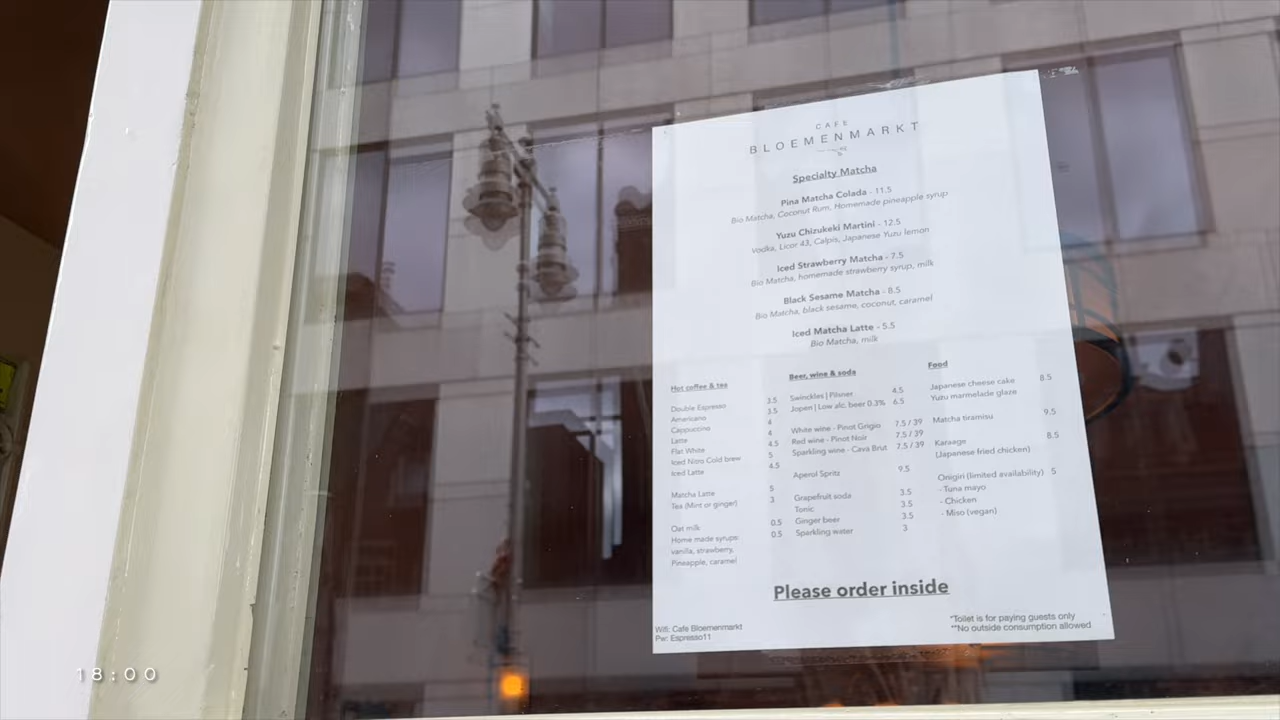 CAFE
BLOEMENMARKT
Specialty Matcha
Pina Matcha Colada - 11.5
Bio Matcha, Coconut Rum, Homemade pineapple syrup
Yuzu Chizukeki Martini - 12.5
Vodka, Licor 43, Calpis, Japanese Yuzu lemon
Iced Strawberry Matcha - 7.5
Bio Matcha, homemade strawberry syrup, milk
Black Sesame Matcha - 8.5
Bio Matcha, black sesame, coconut, caramel
Iced Matcha Latte - 5.5
Bio Matcha, milk
Hot coffee & tea
Double Espresso 3.5
Americano 3.5
Cappuccino 4
Latte 4
Flat White 4.5
Iced Nitro Cold brew 5
Iced Latte 4.5
Matcha Latte 5
Tea (Mint or ginger) 3
Oat milk 0.5
Home made syrups: 0.5
vanilla, strawberry,
Pineapple, caramel
Beer, wine & soda
Swinckles | Pilsner 4.5
Jopen | Low alc. beer 0.3% 6.5
White wine - Pinot Grigio 7.5 / 39
Red wine - Pinot Noir 7.5 / 39
Sparkling wine - Cava Brut 7.5 / 39
Aperol Spritz 9.5
Grapefruit soda 3.5
Tonic 3.5
Ginger beer 3.5
Sparkling water 3
Food
Japanese cheese cake 8.5
Yuzu marmelade glaze
Matcha tiramisu 9.5
Karaage 8.5
(Japanese fried chicken)
Onigiri (limited availability) 5
- Tuna mayo
- Chicken
- Miso (vegan)
Please order inside
Wifi: Cafe Bloemenmarkt
Pw: Espresso11
*Toilet is for paying guests only
**No outside consumption allowed
18:00